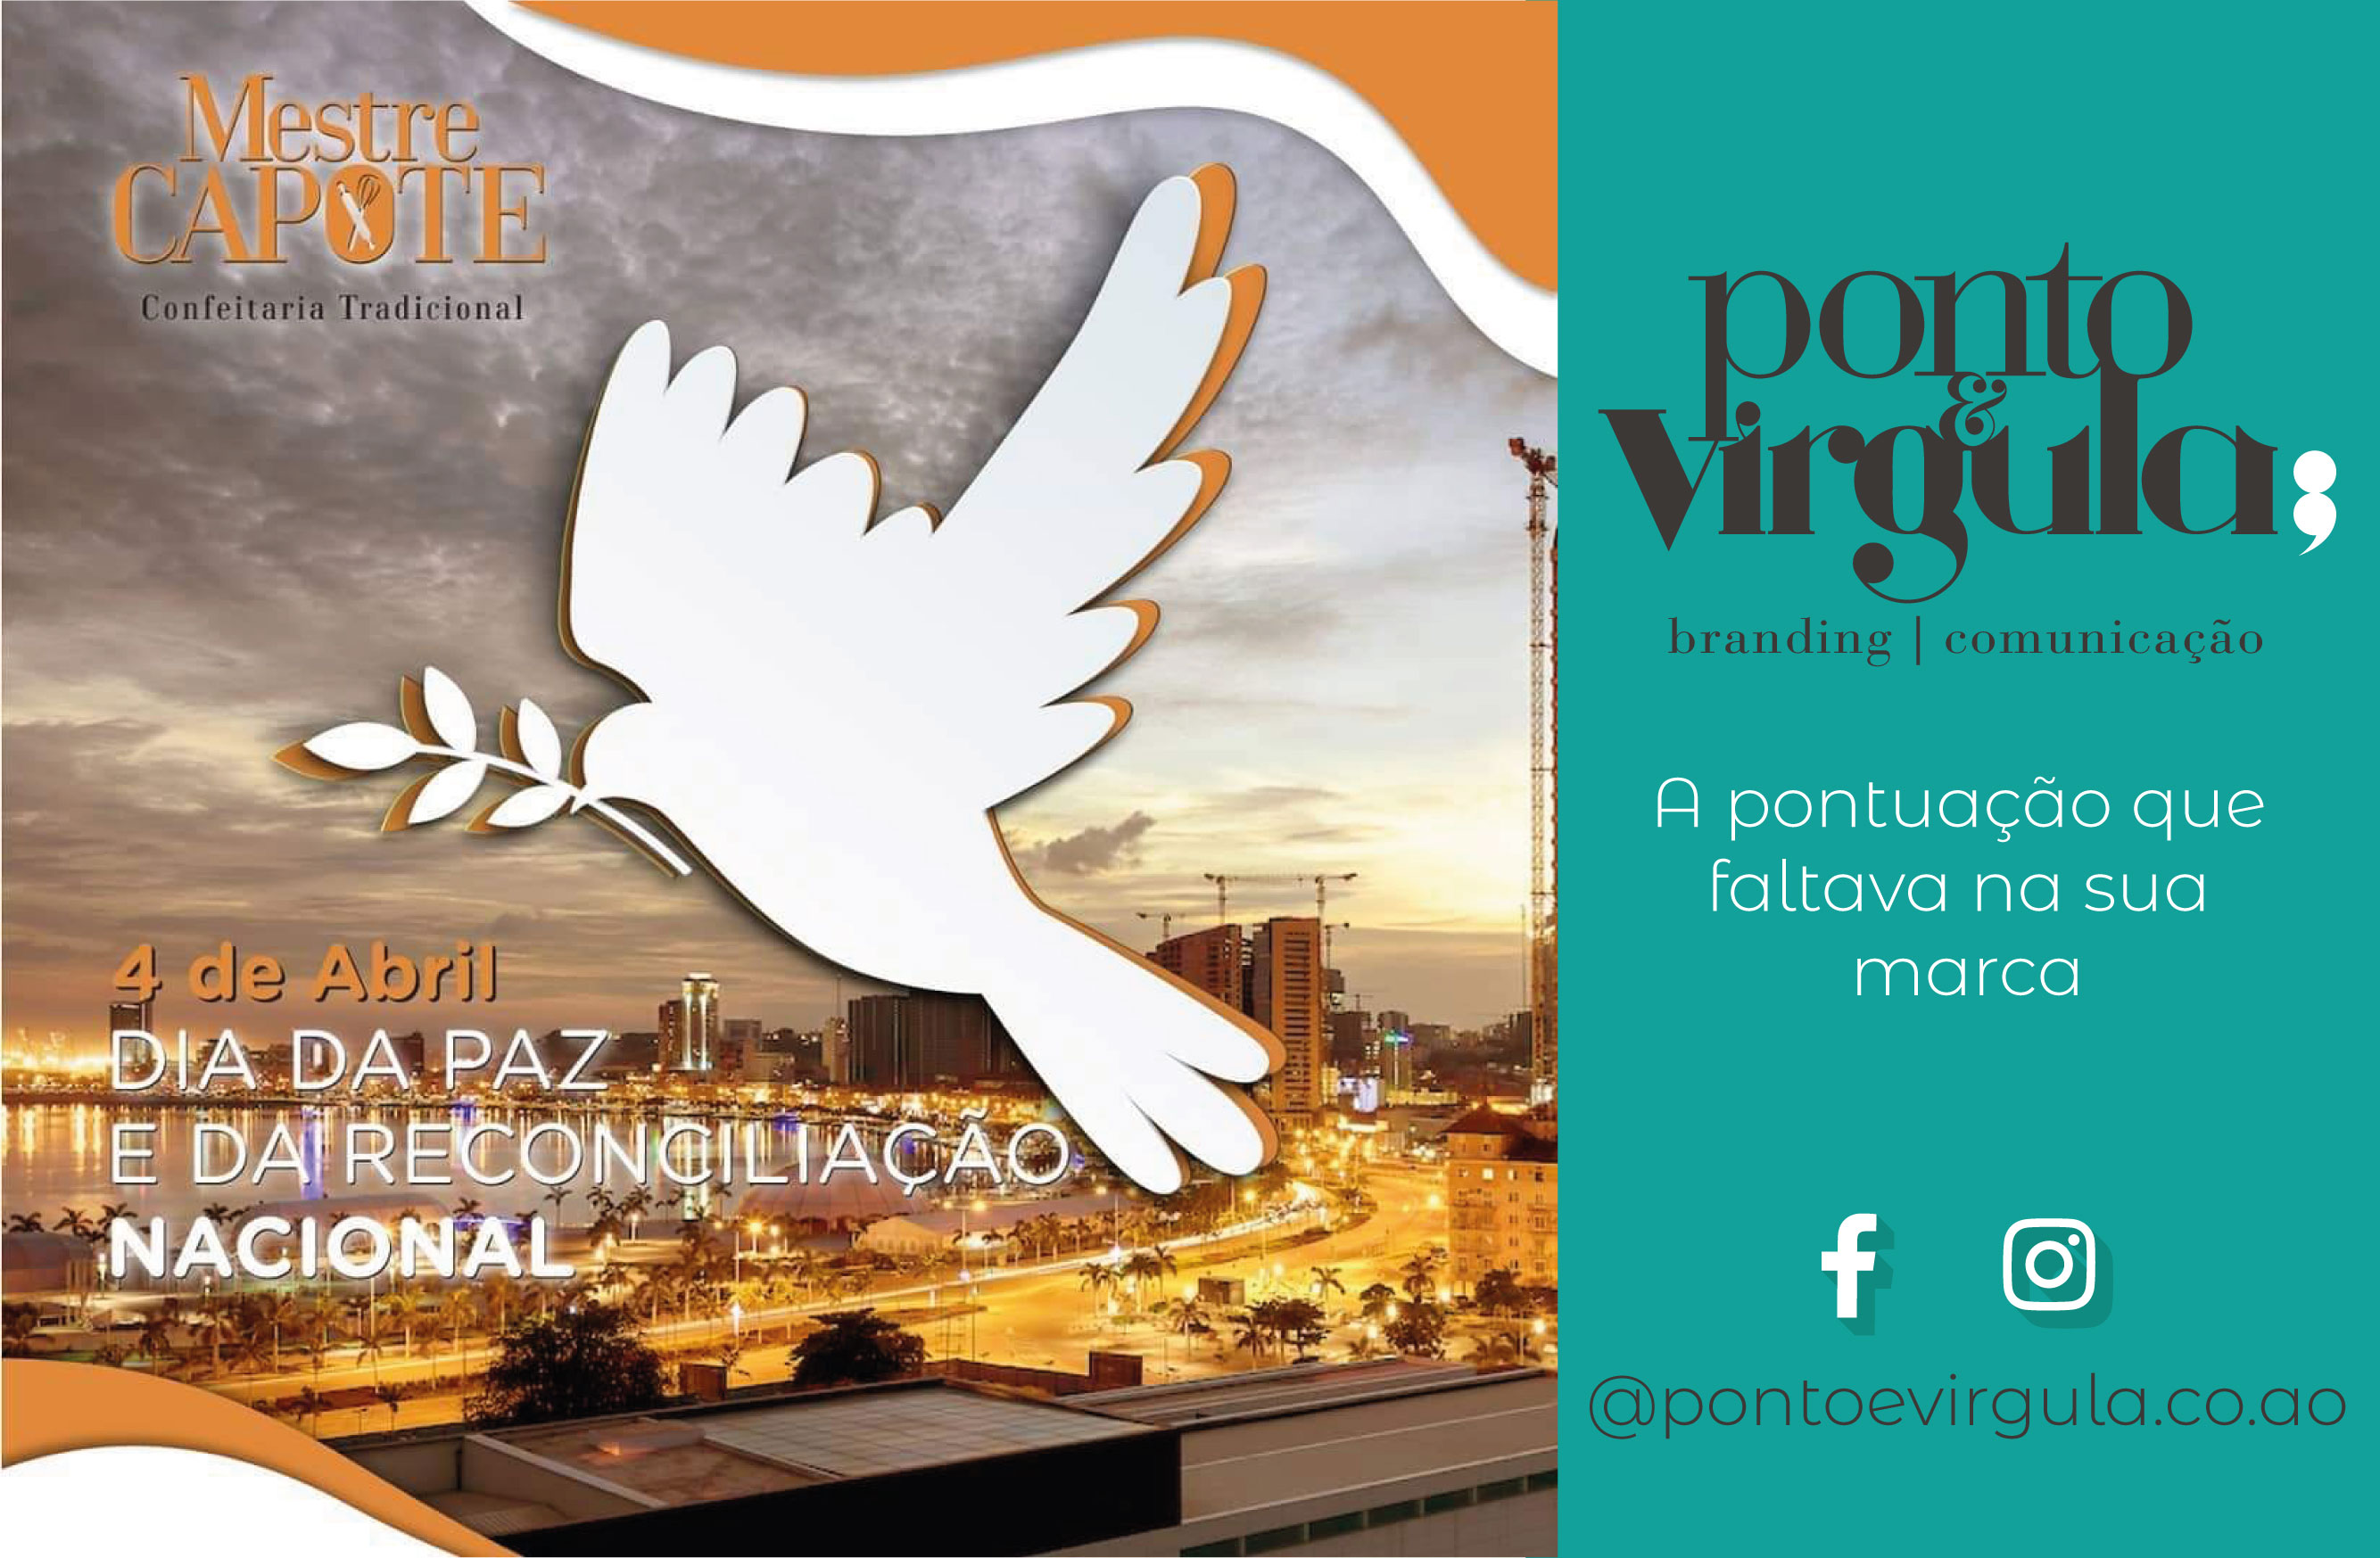 Mestre
CAPOTE
Confeitaria Tradicional
4 de Abril
DIA DA PAZ
E DA RECONCILIAÇÃO
NACIONAL
ponto
&
virgula;
branding | comunicação
A pontuação que
faltava na sua
marca
@pontoevirgula.co.ao